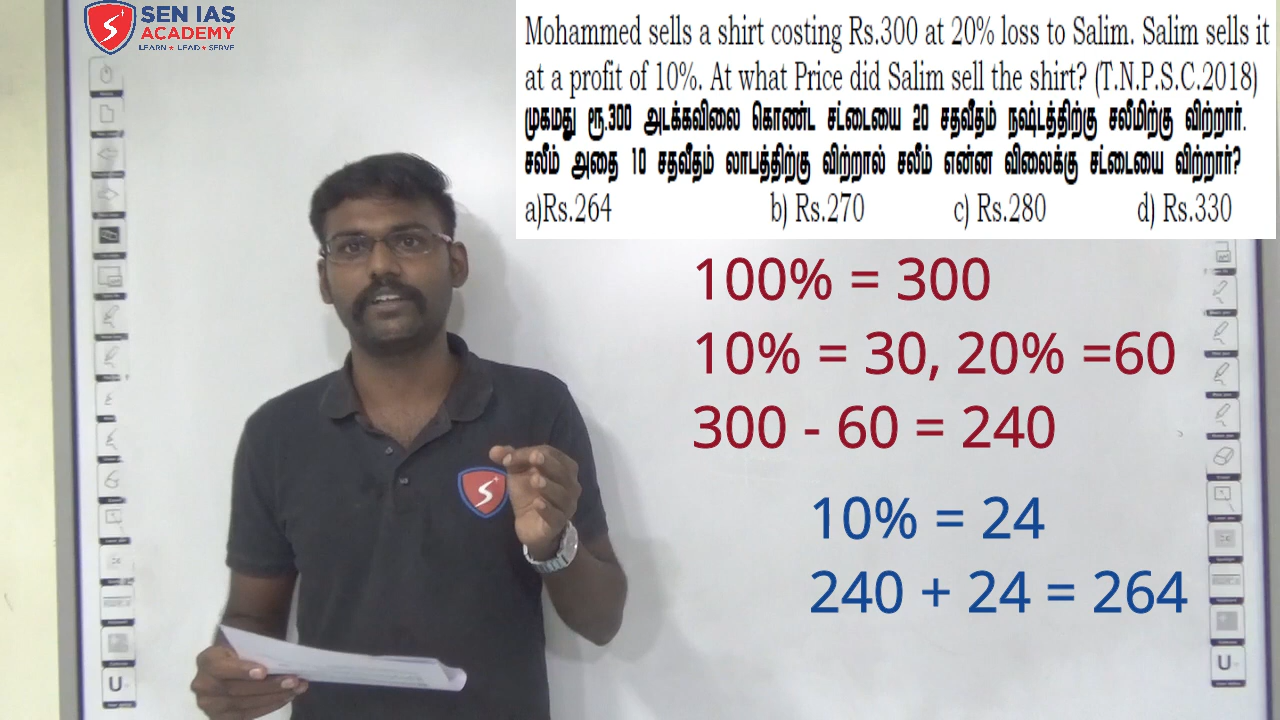 SEN IAS
ACADEMY
LEARN ★ LEAD ★ SERVE
Mohammed sells a shirt costing Rs.300 at 20% loss to Salim. Salim sells it
at a profit of 10%. At what Price did Salim sell the shirt? (T.N.P.S.C.2018)
முகமது ரூ.300 அடக்கவிலை கொண்ட சட்டையை 20 சதவீதம் நஷ்டத்திற்கு சலீமிற்கு விற்றார்.
சலீம் அதை 10 சதவீதம் லாபத்திற்கு விற்றால் சலீம் என்ன விலைக்கு சட்டையை விற்றார்?
a)Rs.264 b) Rs.270 c) Rs.280 d) Rs.330
100% = 300
10% = 30, 20% =60
300 - 60 = 240
10% = 24
240 + 24 = 264
S
U
U